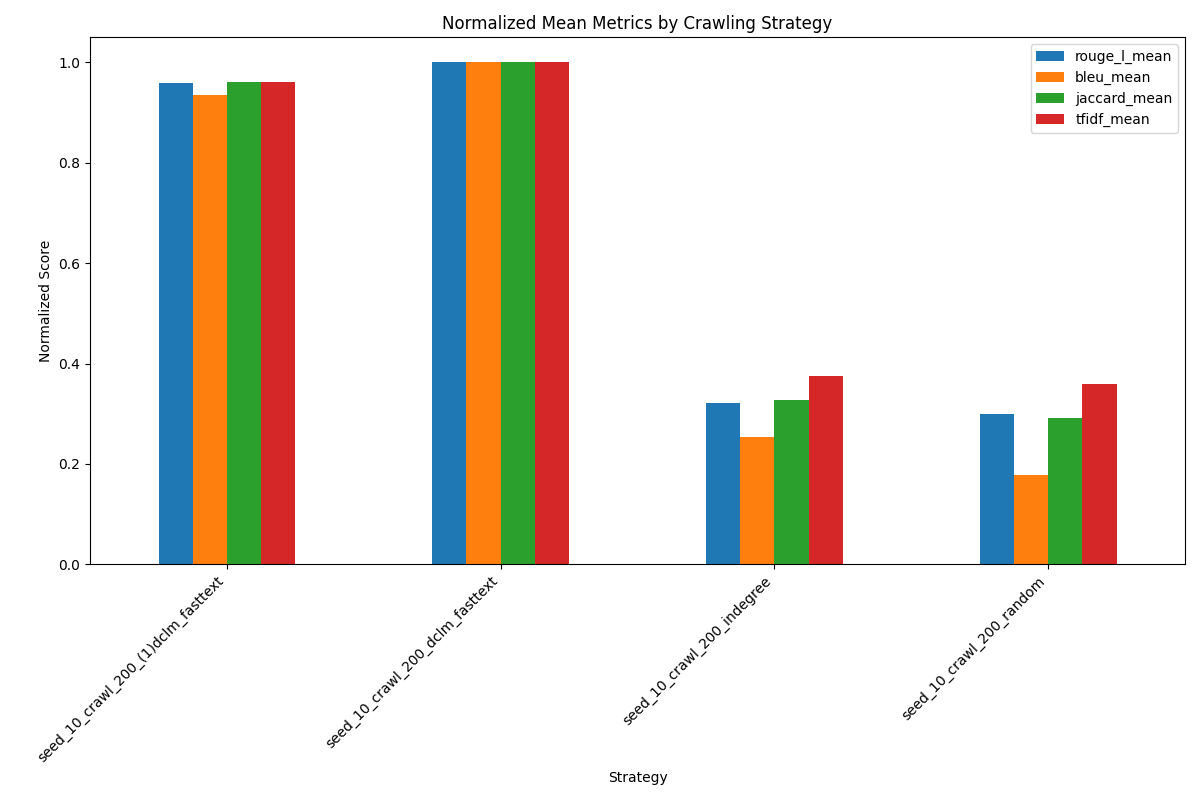 Normalized Mean Metrics by Crawling Strategy
rouge_l_mean
bleu_mean
jaccard_mean
tfidf_mean
Normalized Score
1.0
0.8
0.6
0.4
0.2
0.0
seed_10_crawl_200_(1)dclm_fasttext
seed_10_crawl_200_dclm_fasttext
seed_10_crawl_200_indegree
seed_10_crawl_200_random
Strategy